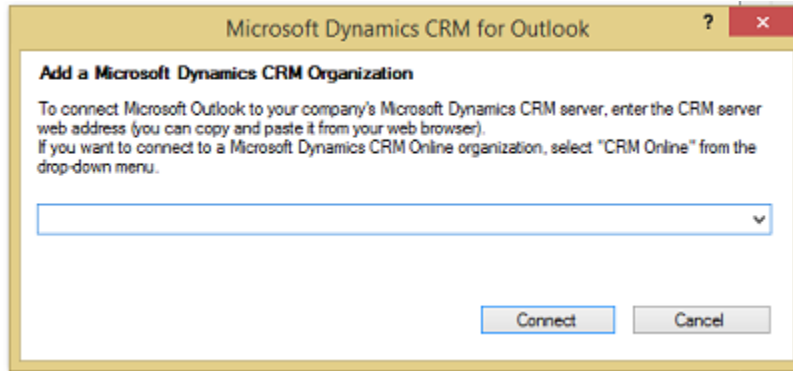 Microsoft Dynamics CRM for Outlook ? ×
Add a Microsoft Dynamics CRM Organization
To connect Microsoft Outlook to your company's Microsoft Dynamics CRM server, enter the CRM server
web address (you can copy and paste it from your web browser).
If you want to connect to a Microsoft Dynamics CRM Online organization, select "CRM Online" from the
drop-down menu.
Connect Cancel